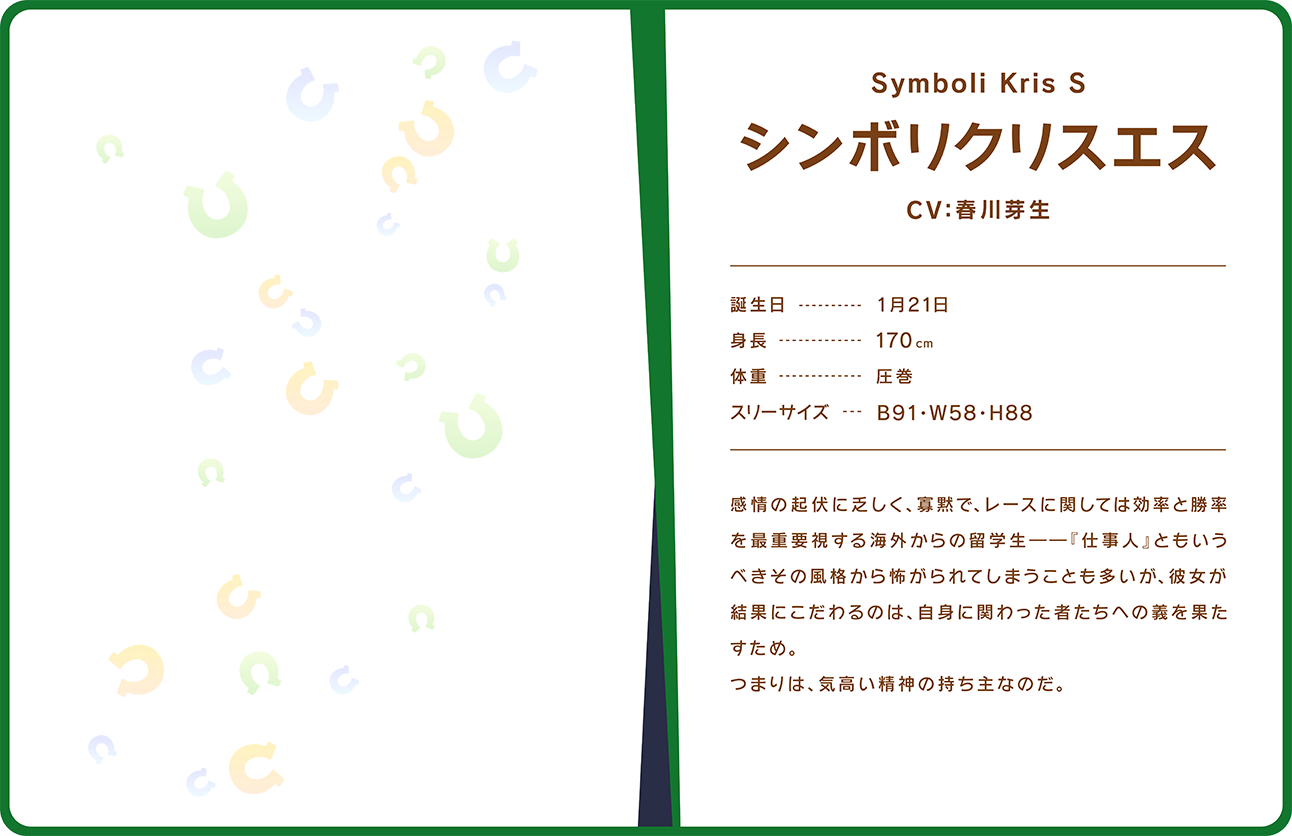 Symboli Kris S
シンボリクリスエス
CV:春川芽生
誕生日 ---------- 1月21日
身長 ------------- 170cm
体重 ------------- 圧巻
スリーサイズ --- B91・W58・H88
感情の起伏に乏しく、寡黙で、レースに関しては効率と勝率
を最重要視する海外からの留学生――『仕事人』ともいう
べきその風格から怖がられてしまうことも多いが、彼女が
結果にこだわるのは、自身に関わった者たちへの義を果た
すため。
つまりは、気高い精神の持ち主なのだ。